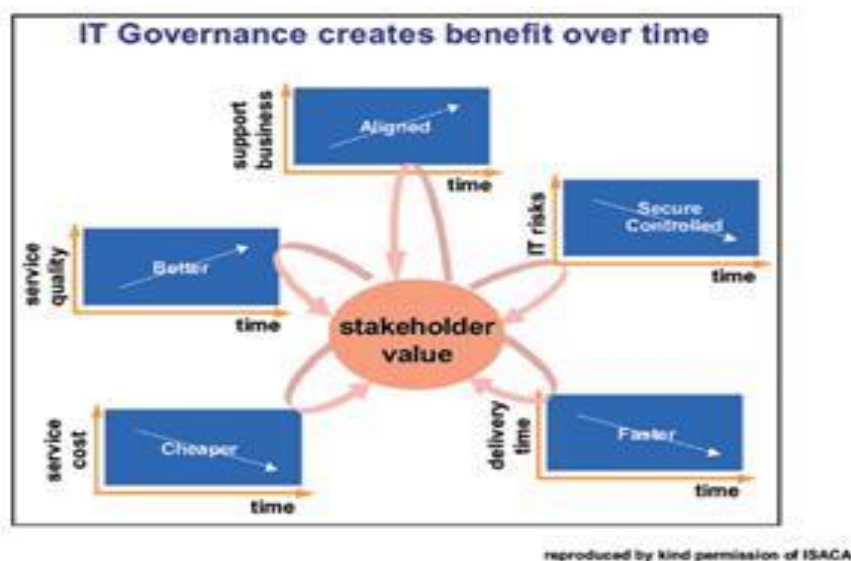 IT Governance creates benefit over time
support
business
Aligned
time
IT risks
Secure
Controlled
time
service
quality
Better
time
stakeholder
value
service
cost
Cheaper
time
delivery
time
Faster
time
reproduced by kind permission of ISACA